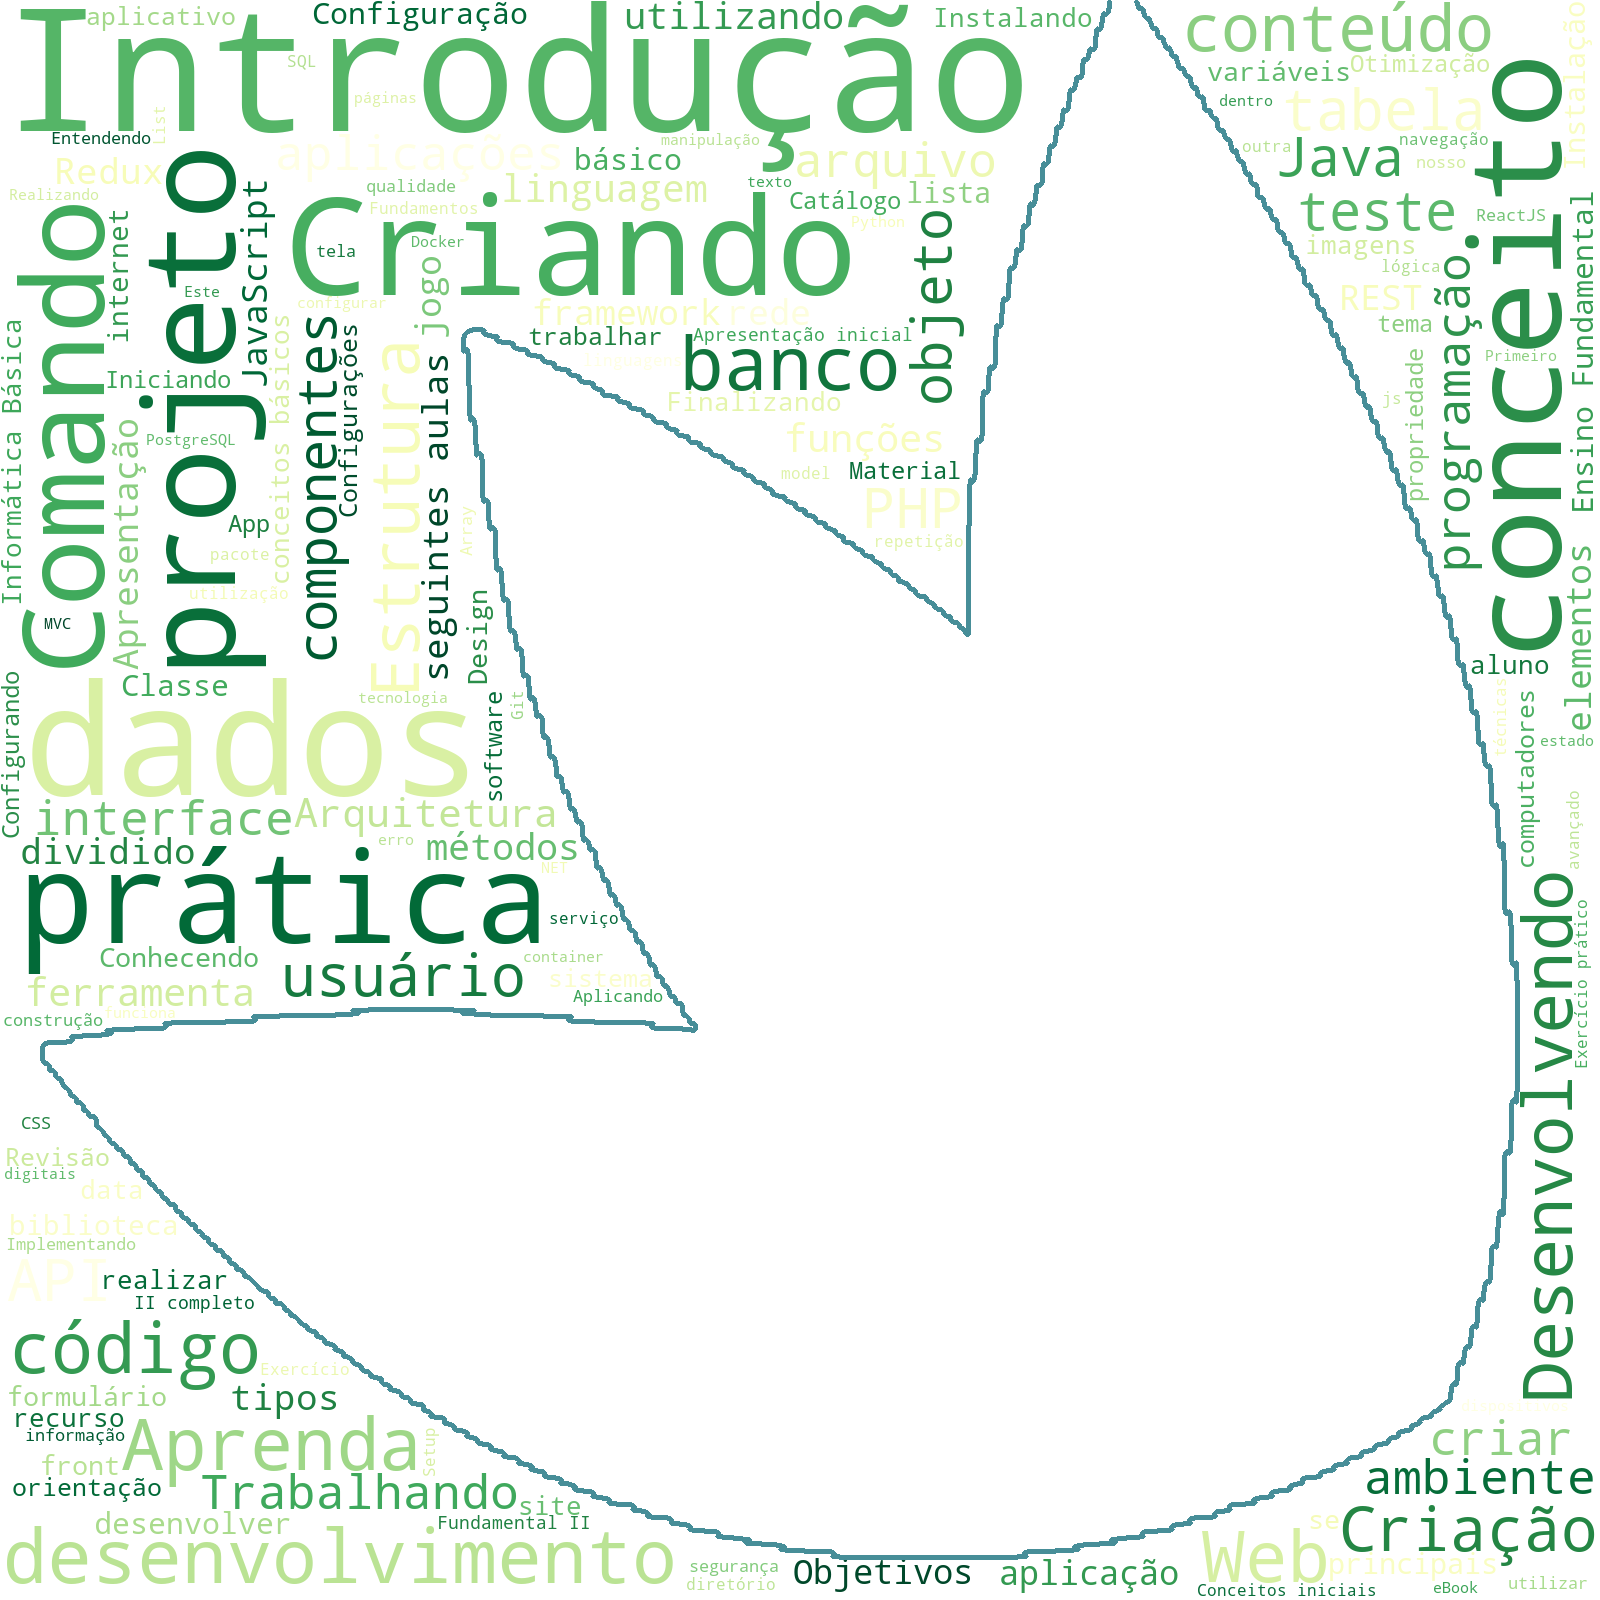 aplicativo
Configuração
utilizando
Instalando
conteúdo
Instalação
Introdução
SQL
variáveis
Otimização
páginas
dentro
tabela
List
Entendendo
aplicações
manipulação
básico
arquivo
outra
Java
navegação
nosso
conceito
Redux
Realizando
projeto
JavaScript
qualidade
linguagem
texto
Catálogo
lista
Fundamentos
Python
teste
ReactJS
Ensino Fundamental
Comando
internet
Criando
tela
Docker
objeto
imagens
lógica
programação
Este
configurar
jogo
framework
rede
REST
tema
trabalhar
Apresentação inicial
banco
Primeiro
Informática Básica
Iniciando
conceitos básicos
componentes
Configurações
Estrutura
seguintes aulas
Finalizando
js
propriedade
Apresentação
PostgreSQL
funções
model
Material
App
PHP
Array
pacote
repetição
utilização
MVC
Design
elementos
aluno
Classe
tecnologia
Git
software
técnicas
computadores
estado
Configurando
dados
interface
Arquitetura
avançado
dividido
erro
métodos
NET
prática
serviço
Desenvolvendo
Exercício prático
Conhecendo
usuário
container
sistema
ferramenta
Aplicando
construção
funciona
CSS
Revisão
digitais
data
biblioteca
Implementando
API
realizar
II completo
código
Exercício
formulário
tipos
recurso
informação
Aprenda
Setup
front
criar
orientação
Trabalhando
site
ambiente
desenvolver
Fundamental II
se
Criação
desenvolvimento
segurança
diretório
Objetivos
aplicação
Web
principais
Conceitos iniciais
eBook
utilizar